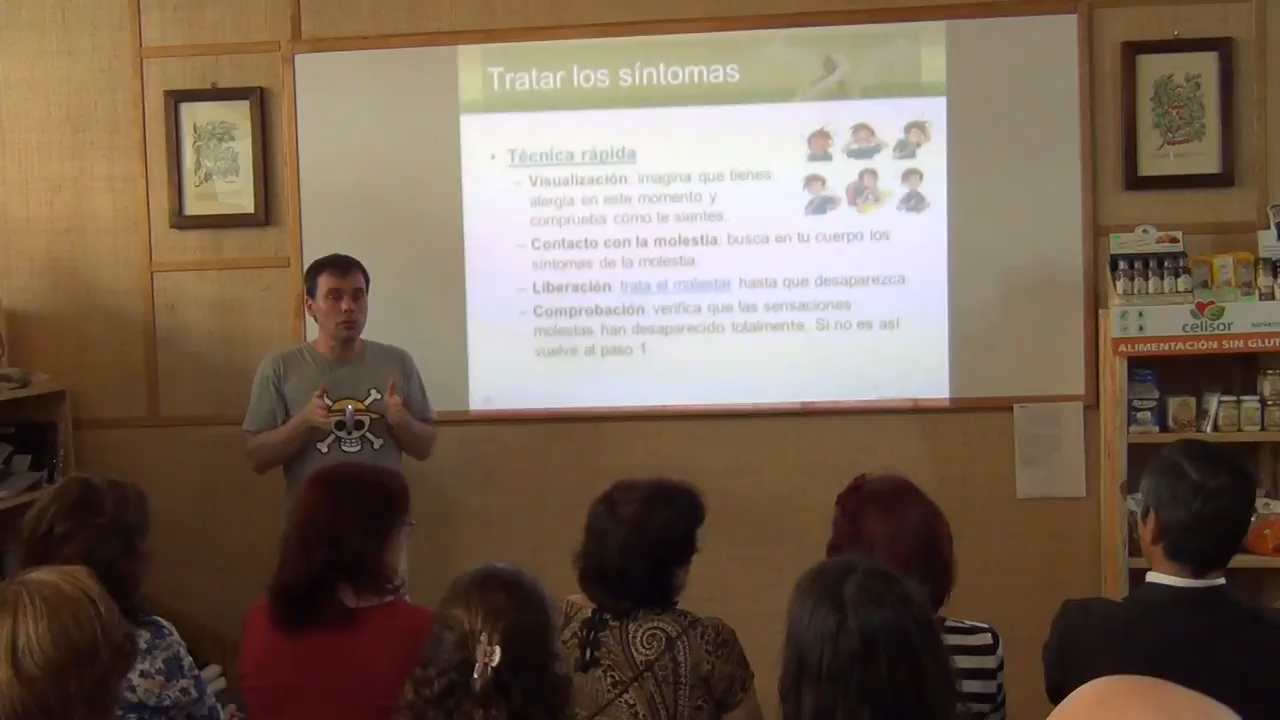 Tratar los síntomas
• Técnica rápida
– Visualización: imagina que tienes
alergia en este momento y
comprueba cómo te sientes.
– Contacto con la molestia: busca en tu cuerpo los
síntomas de la molestia.
– Liberación: trata el malestar hasta que desaparezca.
– Comprobación: verifica que las sensaciones
molestas han desaparecido totalmente. Si no es así
vuelve al paso 1.
celisor
ALIMENTACIÓN SIN GLUT